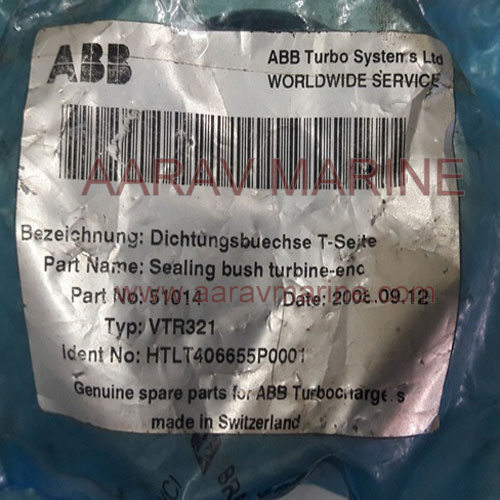 ABB
ABB Turbo Systems Ltd
WORLDWIDE SERVICE
AARAV MARINE
Bezeichnung: Dichtungsbuechse T-Seite
Part Name: Sealing bush turbine-end
Part No: 51014 Date: 2008.09.12
www.aaravmarine.com
Typ: VTR321
Ident No: HTLT406655P0001
Genuine spare parts for ABB Turbochargers
made in Switzerland